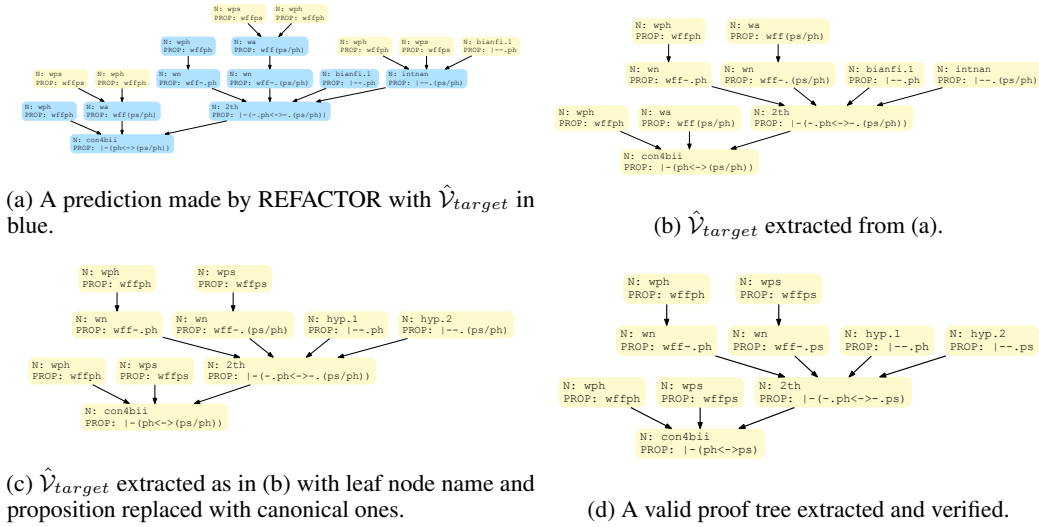 N: wps
PROP: wffps
N: wph
PROP: wffph
N: wph
PROP: wffph
N: wa
PROP: wff(ps/ph)
N: wph
PROP: wffph
N: wps
PROP: wffps
N: bianfi.1
PROP: |--.ph
N: wps
PROP: wffps
N: wph
PROP: wffph
N: wn
PROP: wff-.ph
N: wn
PROP: wff-.(ps/ph)
N: bianfi.1
PROP: |--.ph
N: intnan
PROP: |--.(ps/ph)
N: wph
PROP: wffph
N: wa
PROP: wff(ps/ph)
N: 2th
PROP: |-(-.ph<->-.(ps/ph))
N: con4bii
PROP: |-(ph<->(ps/ph))
(a) A prediction made by REFACTOR with V̂target in
blue.
N: wph
PROP: wffph
N: wa
PROP: wff(ps/ph)
N: wn
PROP: wff-.ph
N: wn
PROP: wff-.(ps/ph)
N: bianfi.1
PROP: |--.ph
N: intnan
PROP: |--.(ps/ph)
N: wph
PROP: wffph
N: wa
PROP: wff(ps/ph)
N: 2th
PROP: |-(-.ph<->-.(ps/ph))
N: con4bii
PROP: |-(ph<->(ps/ph))
(b) V̂target extracted from (a).
N: wph
PROP: wffph
N: wps
PROP: wffps
N: wn
PROP: wff-.ph
N: wn
PROP: wff-.(ps/ph)
N: hyp.1
PROP: |--.ph
N: hyp.2
PROP: |--.(ps/ph)
N: wph
PROP: wffph
N: wps
PROP: wffps
N: 2th
PROP: |-(-.ph<->-.(ps/ph))
N: con4bii
PROP: |-(ph<->(ps/ph))
(c) V̂target extracted as in (b) with leaf node name and
proposition replaced with canonical ones.
N: wph
PROP: wffph
N: wps
PROP: wffps
N: wn
PROP: wff-.ph
N: wn
PROP: wff-.ps
N: hyp.1
PROP: |--.ph
N: hyp.2
PROP: |--.ps
N: wph
PROP: wffph
N: wps
PROP: wffps
N: 2th
PROP: |-(-.ph<->-.ps)
N: con4bii
PROP: |-(ph<->ps)
(d) A valid proof tree extracted and verified.